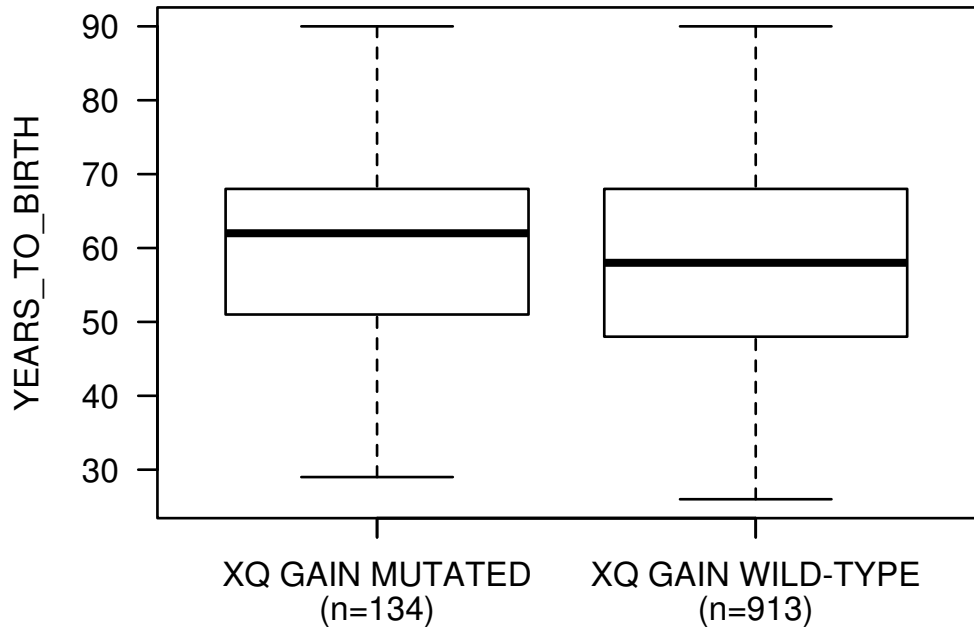 YEARS_TO_BIRTH
90
80
70
60
50
40
30
XQ GAIN MUTATED
(n=134)
XQ GAIN WILD-TYPE
(n=913)